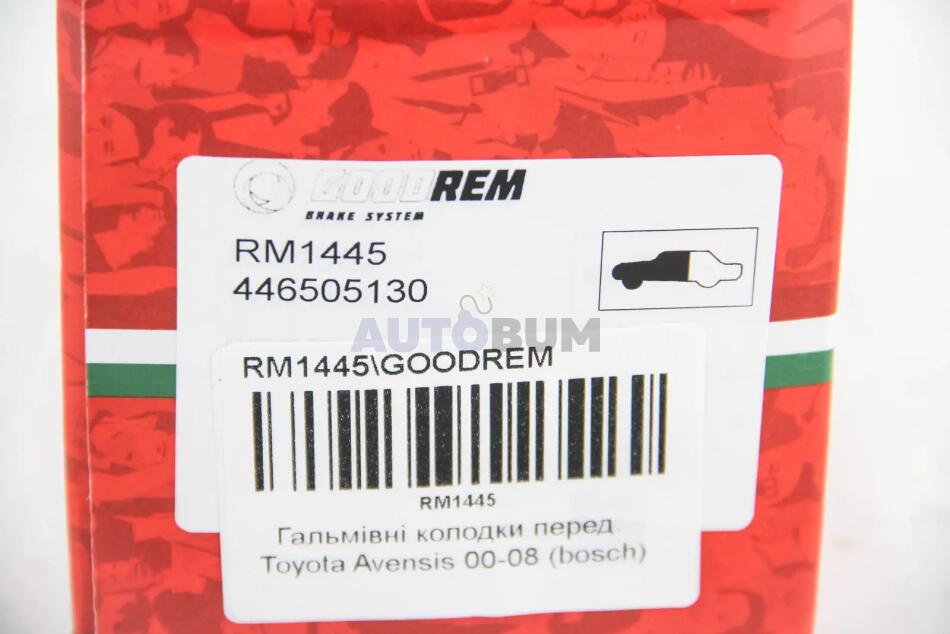 GOODREM
BRAKE SYSTEM
RM1445
446505130
AUTOBUM
RM1445\GOODREM
RM1445
Гальмівні колодки перед.
Toyota Avensis 00-08 (bosch)